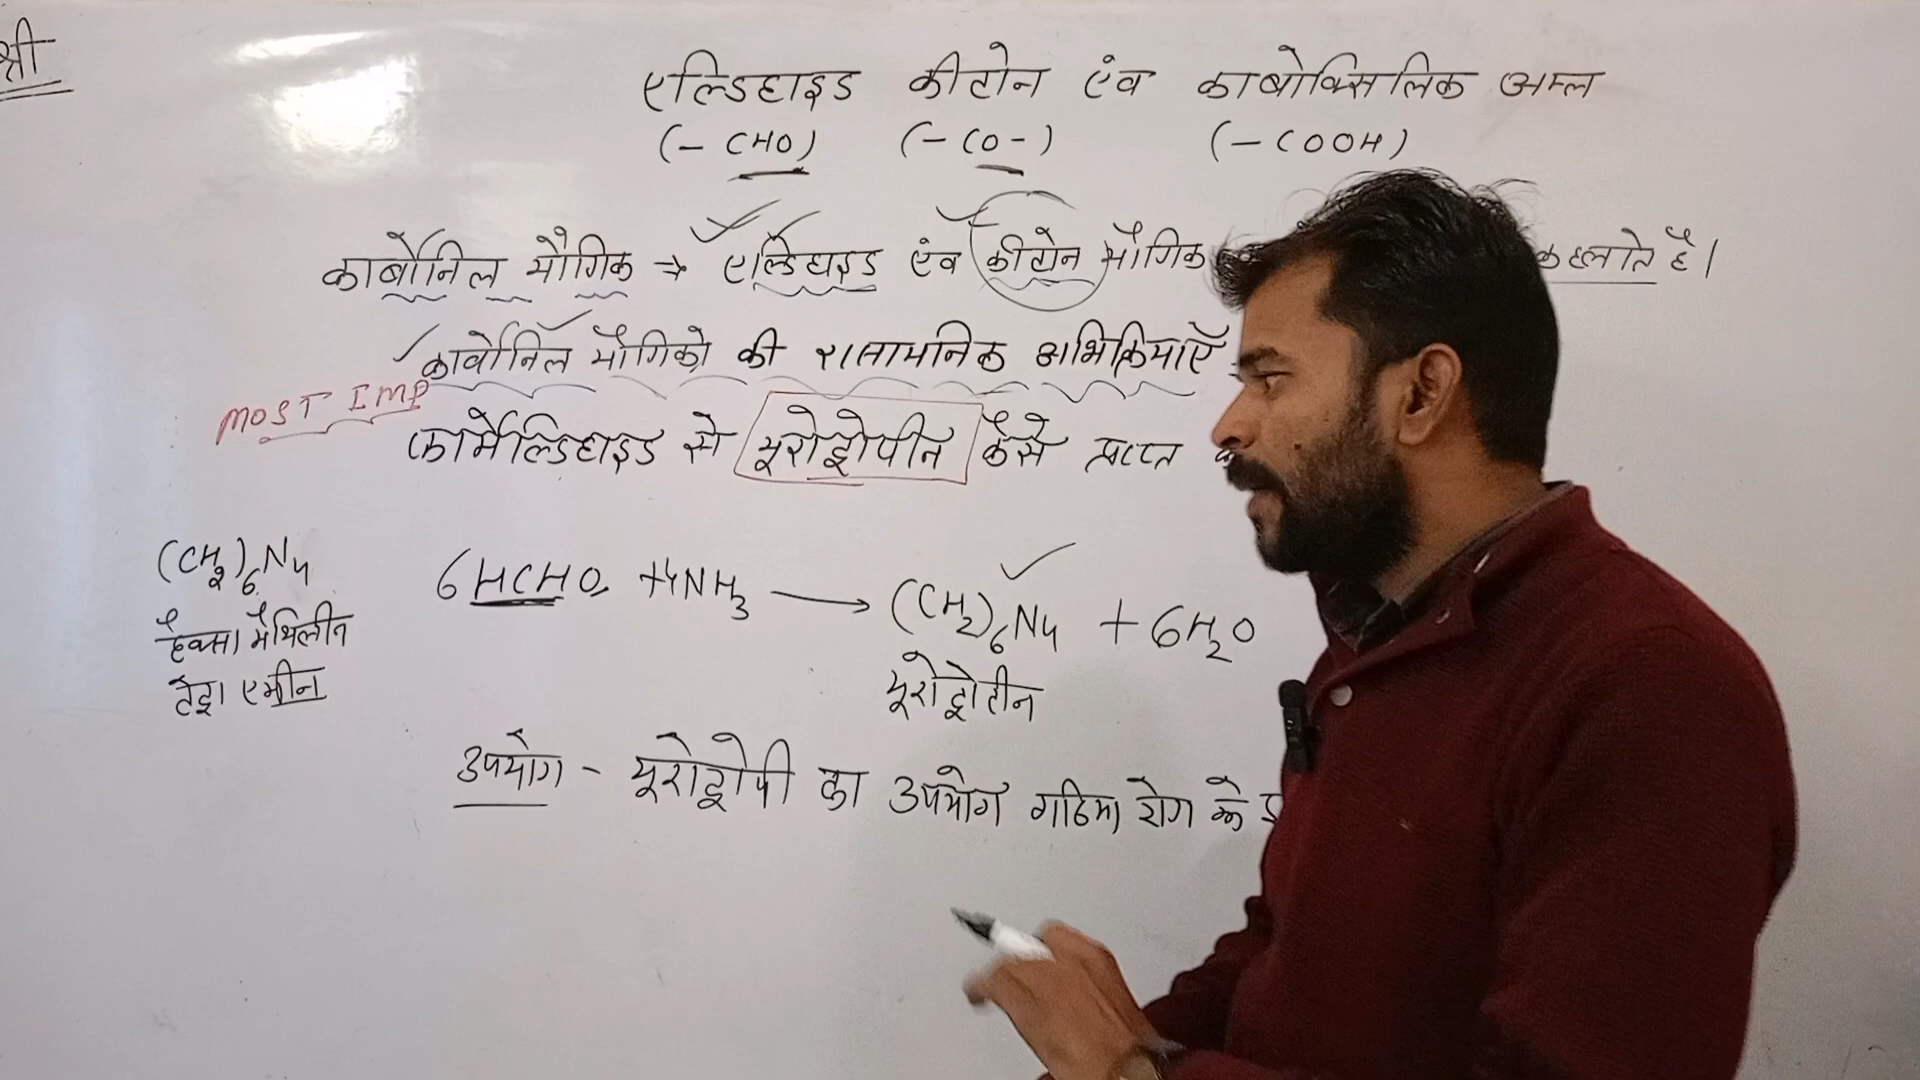 श्री
एल्डिहाइड कीटोन एंव कार्बोक्सिलिक अम्ल
(- CHO) (- CO -) (- COOH)
कार्बोनिल यौगिक → एल्डिहाइड एंव कीटोन यौगिक कहलाते है।
कार्बोनिल यौगिको की रासायनिक अभिक्रियाएँ
MOST IMP
फार्मेल्डिहाइड से यूरोट्रोपीन कैसे प्राप्त
(CH2)6N4
हैक्सा मैथिलीन
टेट्रा एमीन
6HCHO + 4NH3 → (CH2)6N4 + 6H2O
यूरोट्रोटीन
उपयोग - यूरोट्रोपी का उपयोग गठिया रोग के इ